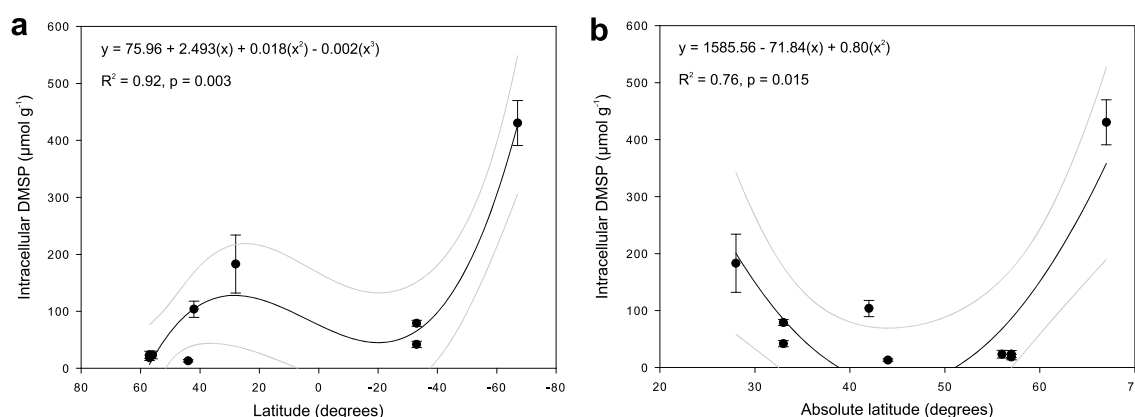 a
y = 75.96 + 2.493(x) + 0.018(x²) - 0.002(x³)
R² = 0.92, p = 0.003
Intracellular DMSP (µmol g⁻¹)
600
500
400
300
200
100
0
80 60 40 20 0 -20 -40 -60 -80
Latitude (degrees)
b
y = 1585.56 - 71.84(x) + 0.80(x²)
R² = 0.76, p = 0.015
Intracellular DMSP (µmol g⁻¹)
600
500
400
300
200
100
0
20 30 40 50 60 7
Absolute latitude (degrees)